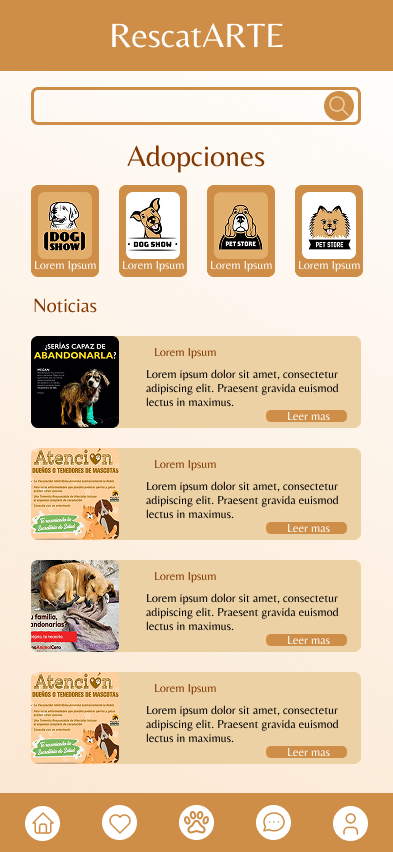 RescatARTE
Adopciones
DOG
SHOW
DOG SHOW
PET STORE
PET STORE
Lorem Ipsum
Lorem Ipsum
Lorem Ipsum
Lorem Ipsum
Noticias
¿SERÍAS CAPAZ DE
ABANDONARLA?
Lorem Ipsum
Lorem ipsum dolor sit amet, consectetur
adipiscing elit. Praesent gravida euismod
lectus in maximus.
Leer mas
Atención
DUEÑOS O TENEDORES DE MASCOTAS
Lorem Ipsum
Lorem ipsum dolor sit amet, consectetur
adipiscing elit. Praesent gravida euismod
lectus in maximus.
Leer mas
u familia,
andonarías
Lorem Ipsum
Lorem ipsum dolor sit amet, consectetur
adipiscing elit. Praesent gravida euismod
lectus in maximus.
Leer mas
Atención
DUEÑOS O TENEDORES DE MASCOTAS
Lorem Ipsum
Lorem ipsum dolor sit amet, consectetur
adipiscing elit. Praesent gravida euismod
lectus in maximus.
Leer mas